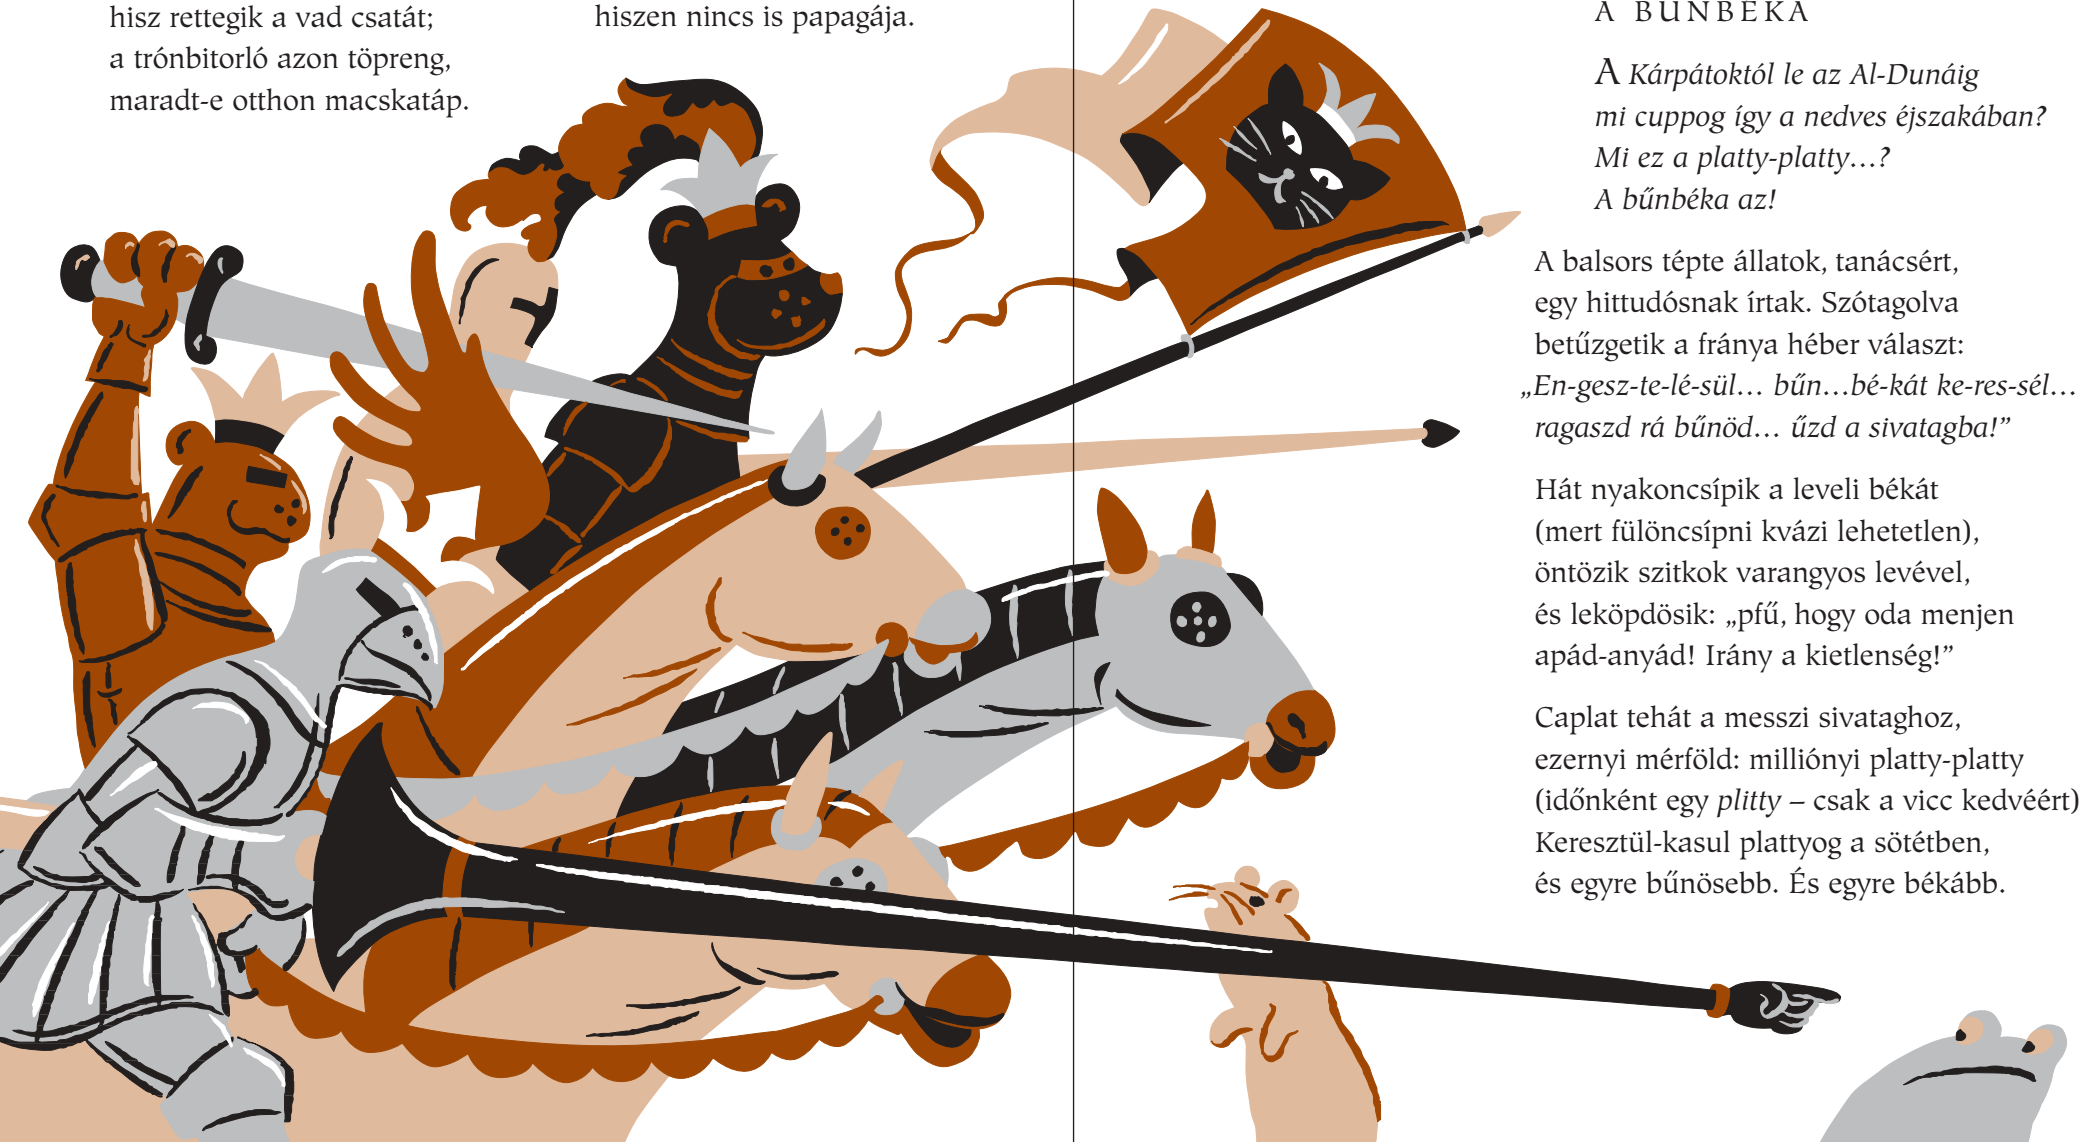 hisz rettegik a vad csatát;
a trónbitorló azon töpreng,
maradt-e otthon macskatáp.
hiszen nincs is papagája.
A BŰNBÉKA
A Kárpátoktól le az Al-Dunáig
mi cuppog így a nedves éjszakában?
Mi ez a platty-platty…?
A bűnbéka az!
A balsors tépte állatok, tanácsért,
egy hittudósnak írtak. Szótagolva
betűzgetik a fránya héber választ:
„En-gesz-te-lé-sül… bűn…bé-kát ke-res-sél…
ragaszd rá bűnöd… űzd a sivatagba!”
Hát nyakoncsípik a leveli békát
(mert fülöncsípni kvázi lehetetlen),
öntözik szitkok varangyos levével,
és leköpdösik: „pfű, hogy oda menjen
apád-anyád! Irány a kietlenség!”
Caplat tehát a messzi sivataghoz,
ezernyi mérföld: milliónyi platty-platty
(időnként egy plitty – csak a vicc kedvéért)
Keresztül-kasul plattyog a sötétben,
és egyre bűnösebb. És egyre békább.